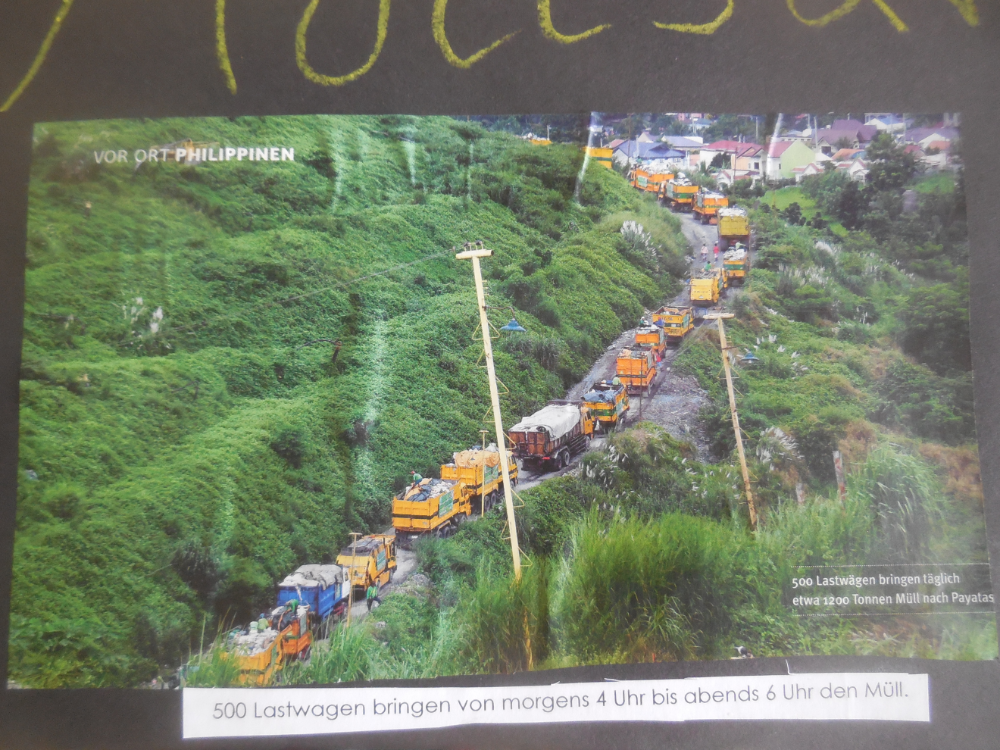 VOR ORT PHILIPPINEN
500 Lastwägen bringen täglich
etwa 1200 Tonnen Müll nach Payatas
500 Lastwagen bringen von morgens 4 Uhr bis abends 6 Uhr den Müll.